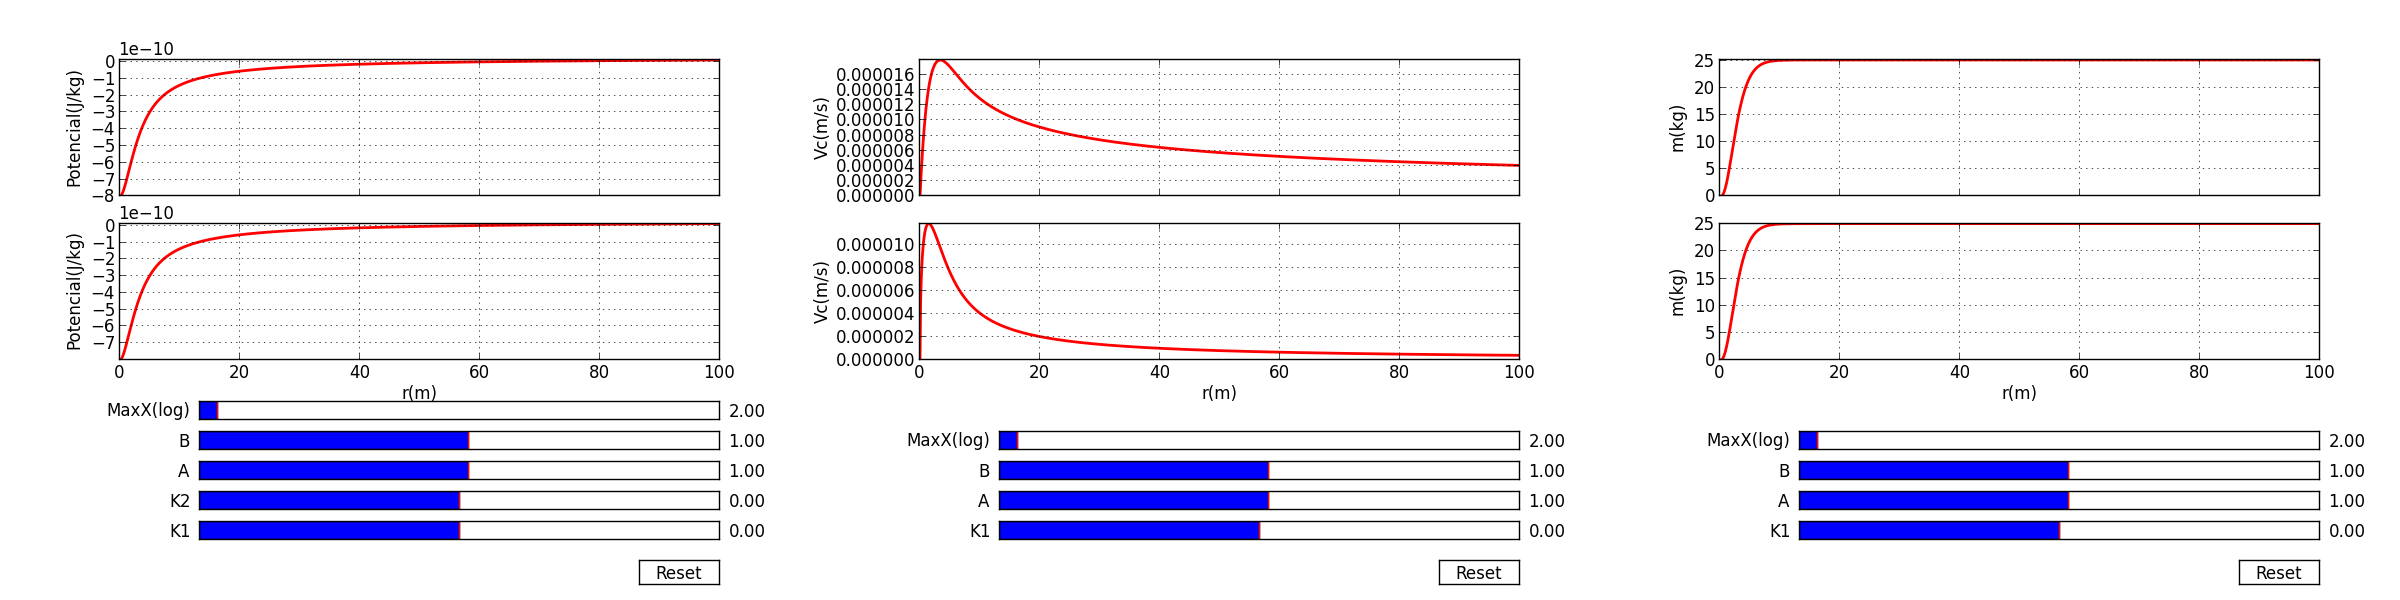 1e−10
0
−1
−2
−3
−4
−5
−6
−7
−8
Potencial(J/kg)
1e−10
0
−1
−2
−3
−4
−5
−6
−7
Potencial(J/kg)
0 20 40 60 80 100
r(m)
MaxX(log) 2.00
B 1.00
A 1.00
K2 0.00
K1 0.00
Reset
0.000016
0.000014
0.000012
0.000010
0.000008
0.000006
0.000004
0.000002
0.000000
Vc(m/s)
0.000010
0.000008
0.000006
0.000004
0.000002
0.000000
Vc(m/s)
0 20 40 60 80 100
r(m)
MaxX(log) 2.00
B 1.00
A 1.00
K1 0.00
Reset
25
20
15
10
5
0
m(kg)
25
20
15
10
5
0
m(kg)
0 20 40 60 80 100
r(m)
MaxX(log) 2.00
B 1.00
A 1.00
K1 0.00
Reset